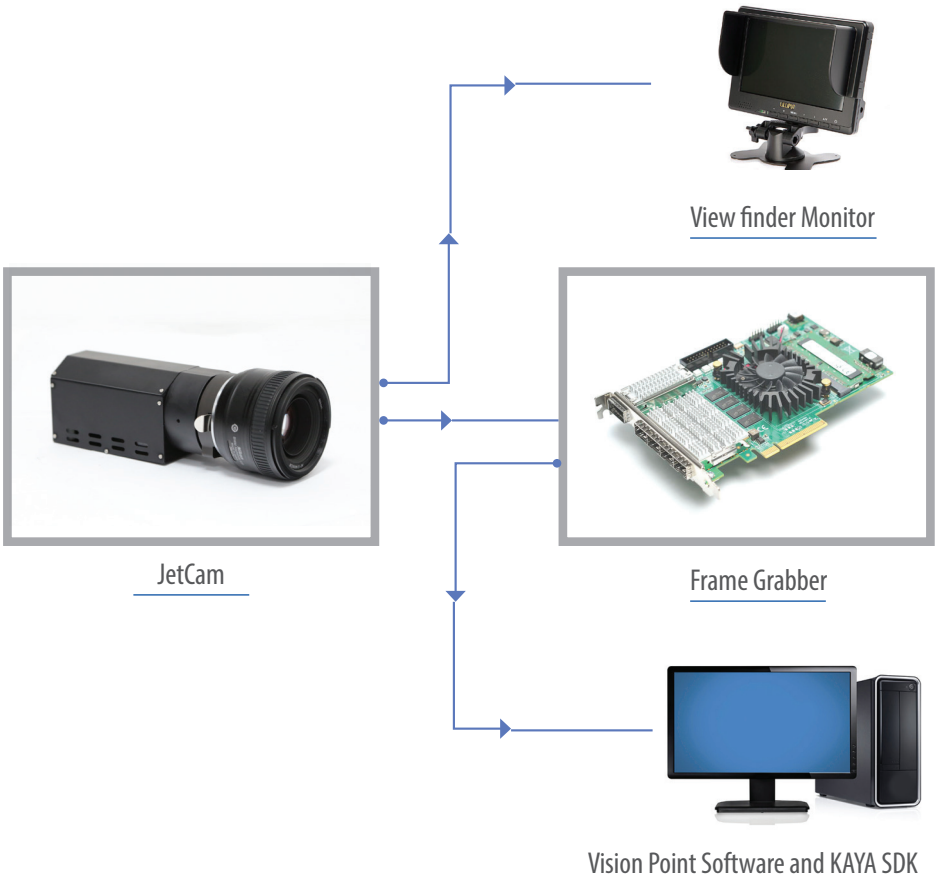 View finder Monitor
JetCam
Frame Grabber
Vision Point Software and KAYA SDK